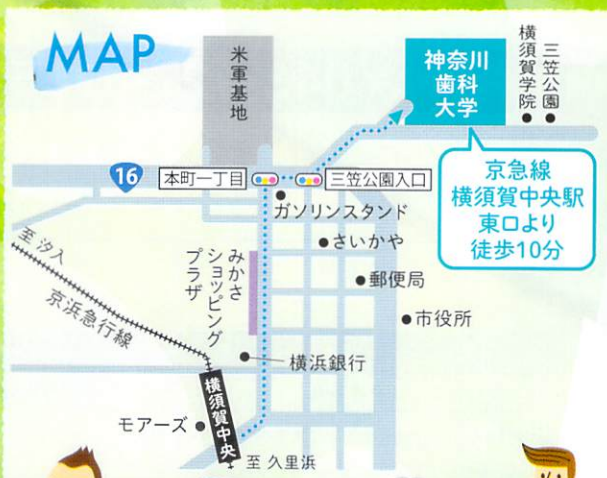 MAP
米軍基地
神奈川
歯科
大学
横須賀学院
三笠公園
京急線
横須賀中央駅
東口より
徒歩10分
16
本町一丁目
三笠公園入口
ガソリンスタンド
さいかや
郵便局
市役所
みかさ
ショッピング
プラザ
至 汐入
京浜急行線
横浜銀行
横須賀中央
モアーズ
至 久里浜